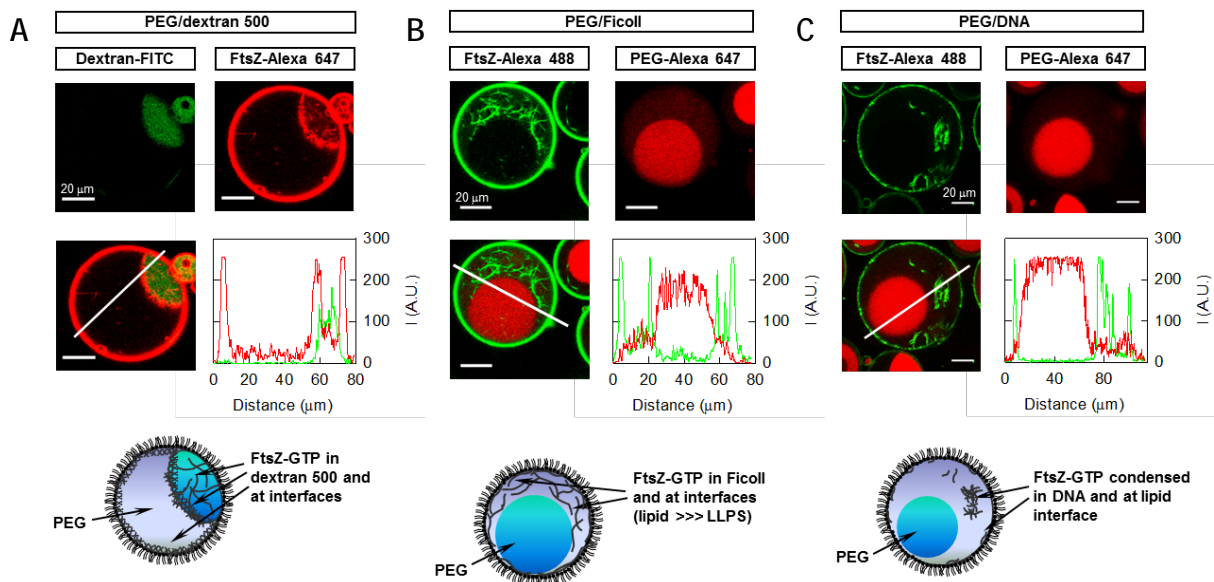 A
PEG/dextran 500
Dextran-FITC
FtsZ-Alexa 647
20 µm
300
200
100
0
I (A.U.)
0 20 40 60 80
Distance (µm)
FtsZ-GTP in
dextran 500 and
at interfaces
PEG
B
PEG/Ficoll
FtsZ-Alexa 488
PEG-Alexa 647
20 µm
300
200
100
0
I (A.U.)
0 20 40 60 80
Distance (µm)
FtsZ-GTP in Ficoll
and at interfaces
(lipid >>> LLPS)
PEG
C
PEG/DNA
FtsZ-Alexa 488
PEG-Alexa 647
20 µm
300
200
100
0
I (A.U.)
0 40 80
Distance (µm)
FtsZ-GTP condensed
in DNA and at lipid
interface
PEG